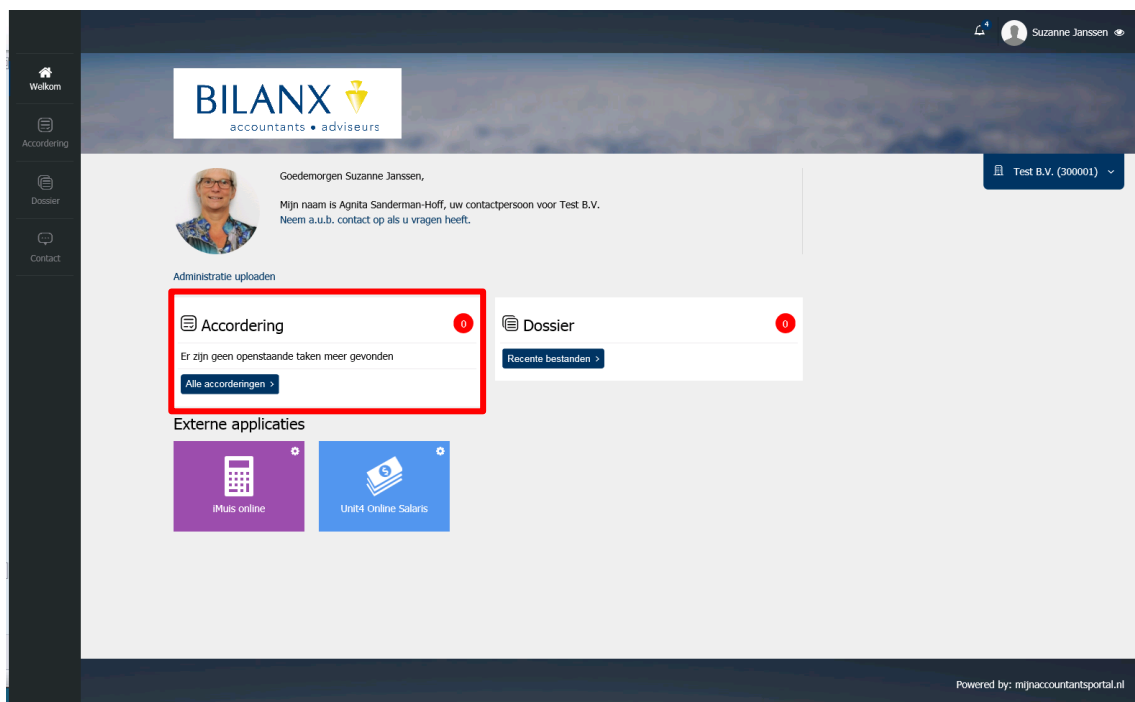 4
Suzanne Janssen
Welkom
Accordering
Dossier
Contact
BILANX
accountants • adviseurs
Test B.V. (300001)
Goedemorgen Suzanne Janssen,
Mijn naam is Agnita Sanderman-Hoff, uw contactpersoon voor Test B.V.
Neem a.u.b. contact op als u vragen heeft.
Administratie uploaden
Accordering 0
Er zijn geen openstaande taken meer gevonden
Alle accorderingen >
Dossier 0
Recente bestanden >
Externe applicaties
iMuis online
Unit4 Online Salaris
Powered by: mijnaccountantsportal.nl